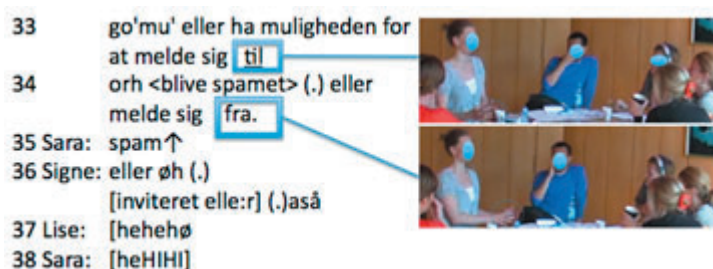 33 go'mu' eller ha muligheden for
at melde sig til
34 orh <blive spamet> (.) eller
melde sig fra.
35 Sara: spam↑
36 Signe: eller øh (.)
[inviteret elle:r] (.)aså
37 Lise: [hehehø
38 Sara: [heHIHI]